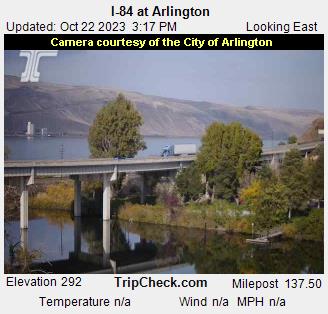 I-84 at Arlington
Updated: Oct 22 2023 3:17 PM Looking East
Camera courtesy of the City of Arlington
Elevation 292 TripCheck.com Milepost 137.50
Temperature n/a Wind n/a MPH n/a